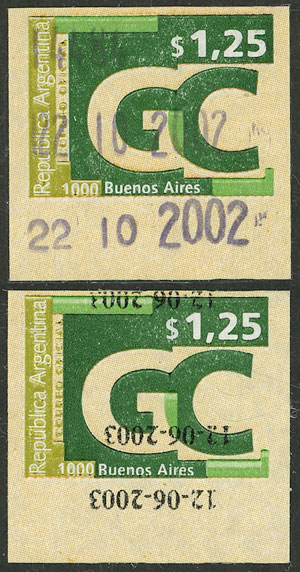 $1,25
República Argentina
CORREO OFICIAL
GC
10 2002
1000 Buenos Aires
22 10 2002
12-06-2003
$1,25
República Argentina
CORREO OFICIAL
GC
12-06-2003
1000 Buenos Aires
12-06-2003